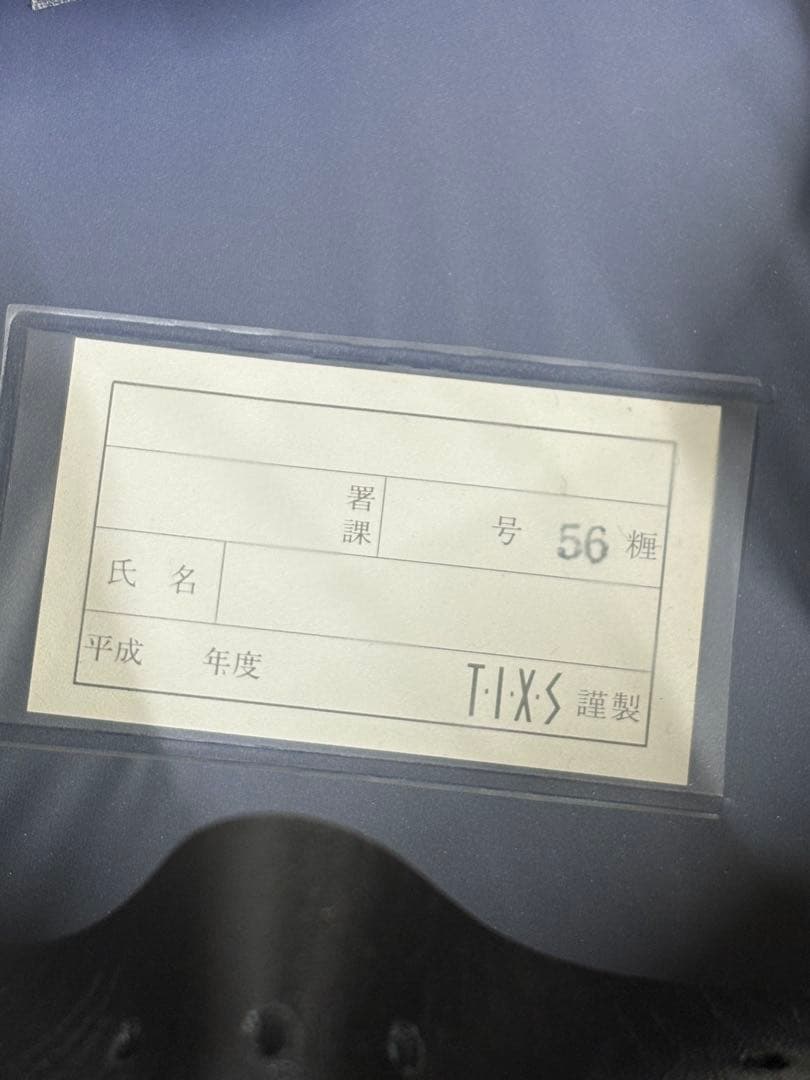 署
課
号 56 糎
氏 名
平成 年度 T·I·X·S 謹製